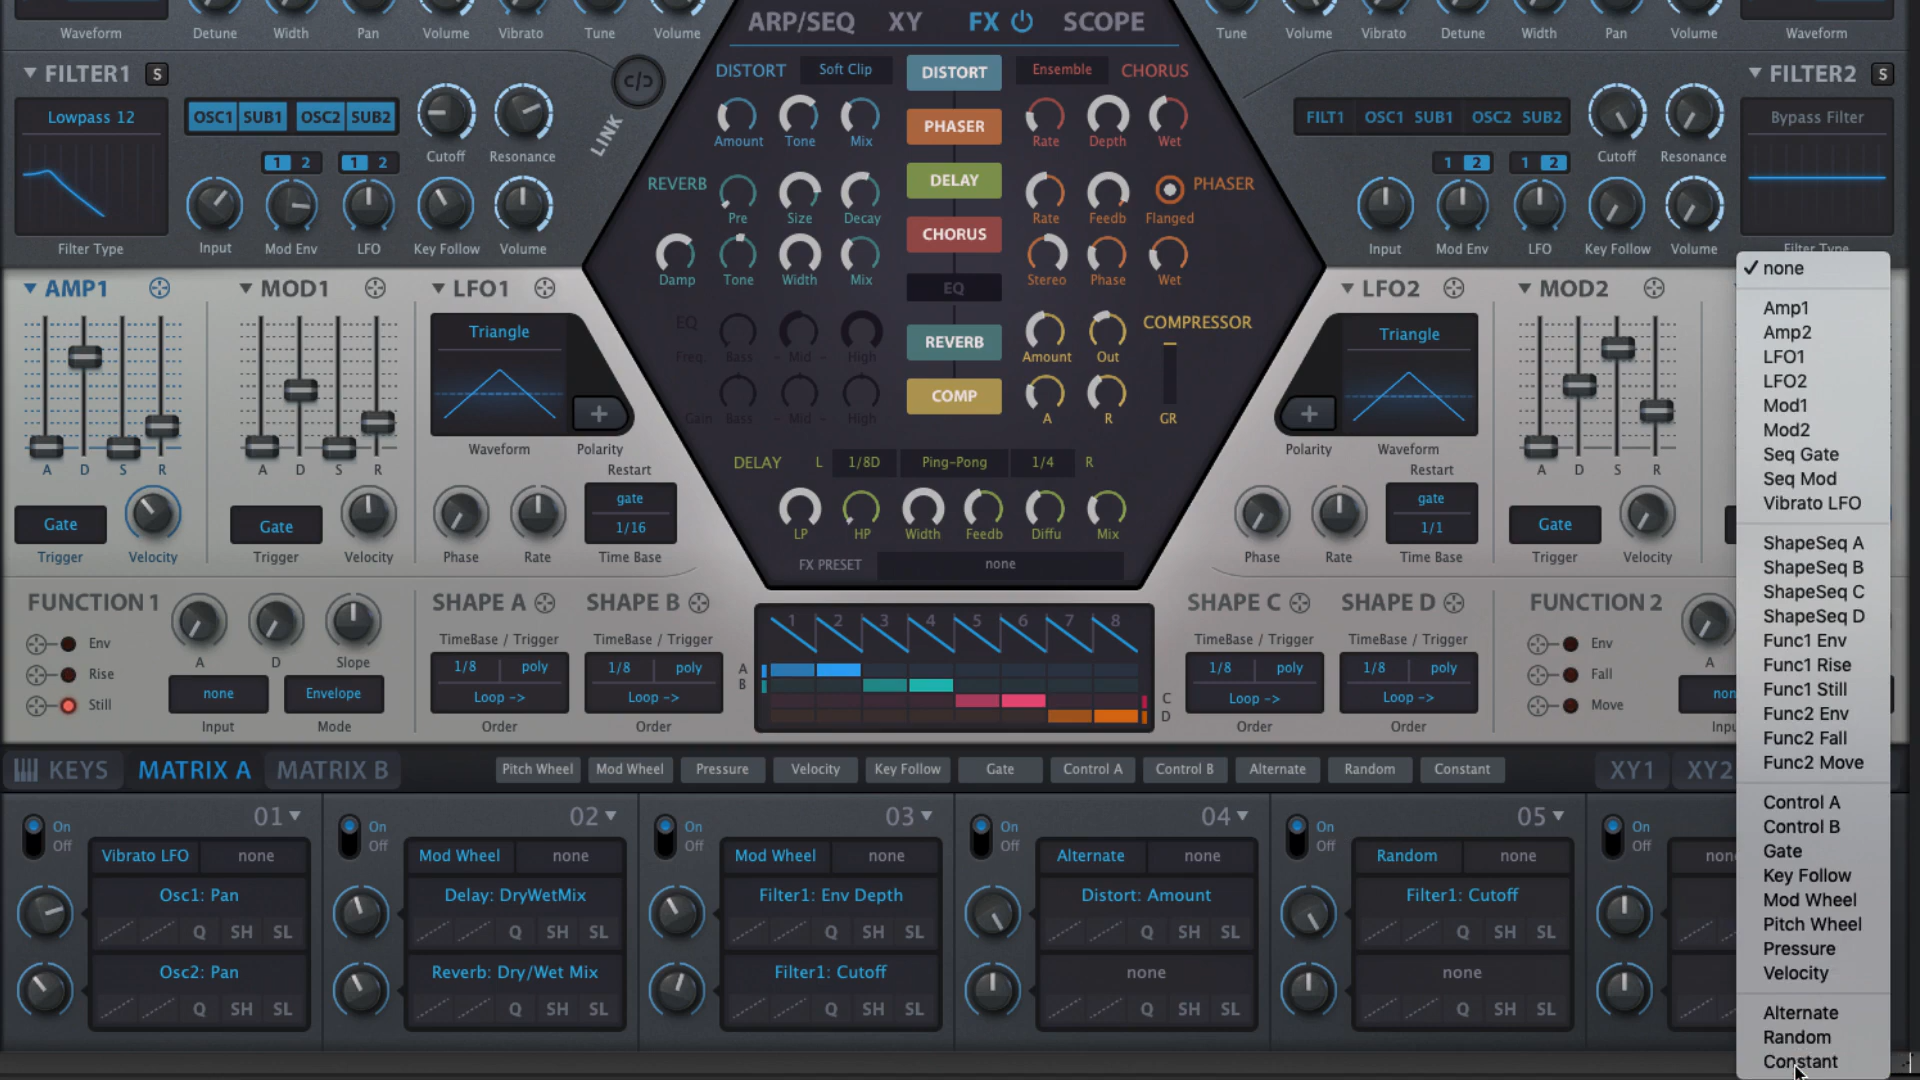 Waveform Detune Width Pan Volume Vibrato Tune Volume
ARP/SEQ XY FX SCOPE
Tune Volume Vibrato Detune Width Pan Volume Waveform
FILTER1 S
Lowpass 12
OSC1 SUB1 OSC2 SUB2
Cutoff Resonance
1 2 1 2
Filter Type Input Mod Env LFO Key Follow Volume
LINK
DISTORT Soft Clip
Amount Tone Mix
REVERB
Pre Size Decay
Damp Tone Width Mix
EQ
Freq. Bass - Mid - High
Gain Bass - Mid - High
DISTORT
PHASER
DELAY
CHORUS
EQ
REVERB
COMP
Ensemble CHORUS
Rate Depth Wet
PHASER
Rate Feedb Flanged
Stereo Phase Wet
COMPRESSOR
Amount Out
A R GR
DELAY L 1/8D Ping-Pong 1/4 R
LP HP Width Feedb Diffu Mix
FX PRESET none
FILTER2 S
FILT1 OSC1 SUB1 OSC2 SUB2
Cutoff Resonance
Bypass Filter
1 2 1 2
Input Mod Env LFO Key Follow Volume Filter Type
AMP1
A D S R
Gate
Trigger Velocity
MOD1
A D S R
Gate
Trigger Velocity
LFO1
Triangle
Waveform Polarity
Restart
gate
1/16
Phase Rate Time Base
LFO2
Triangle
Polarity Waveform
Restart
gate
1/1
Phase Rate Time Base
MOD2
A D S R
Gate
Trigger Velocity
FUNCTION 1
Env
Rise
Still
A D Slope
none Envelope
Input Mode
SHAPE A
TimeBase / Trigger
1/8 poly
Loop ->
Order
SHAPE B
TimeBase / Trigger
1/8 poly
Loop ->
Order
1 2 3 4 5 6 7 8
A
B
C
D
SHAPE C
TimeBase / Trigger
1/8 poly
Loop ->
Order
SHAPE D
TimeBase / Trigger
1/8 poly
Loop ->
Order
FUNCTION 2
Env
Fall
Move
A
KEYS MATRIX A MATRIX B
Pitch Wheel Mod Wheel Pressure Velocity Key Follow Gate Control A Control B Alternate Random Constant
XY1 XY2
01
On
Off
Vibrato LFO none
Osc1: Pan
Q SH SL
Osc2: Pan
Q SH SL
02
On
Off
Mod Wheel none
Delay: DryWetMix
Q SH SL
Reverb: Dry/Wet Mix
Q SH SL
03
On
Off
Mod Wheel none
Filter1: Env Depth
Q SH SL
Filter1: Cutoff
Q SH SL
04
On
Off
Alternate none
Distort: Amount
Q SH SL
none
Q SH SL
05
On
Off
Random none
Filter1: Cutoff
Q SH SL
none
Q SH SL
On
Off
none
Amp1
Amp2
LFO1
LFO2
Mod1
Mod2
Seq Gate
Seq Mod
Vibrato LFO
ShapeSeq A
ShapeSeq B
ShapeSeq C
ShapeSeq D
Func1 Env
Func1 Rise
Func1 Still
Func2 Env
Func2 Fall
Func2 Move
Control A
Control B
Gate
Key Follow
Mod Wheel
Pitch Wheel
Pressure
Velocity
Alternate
Random
Constant